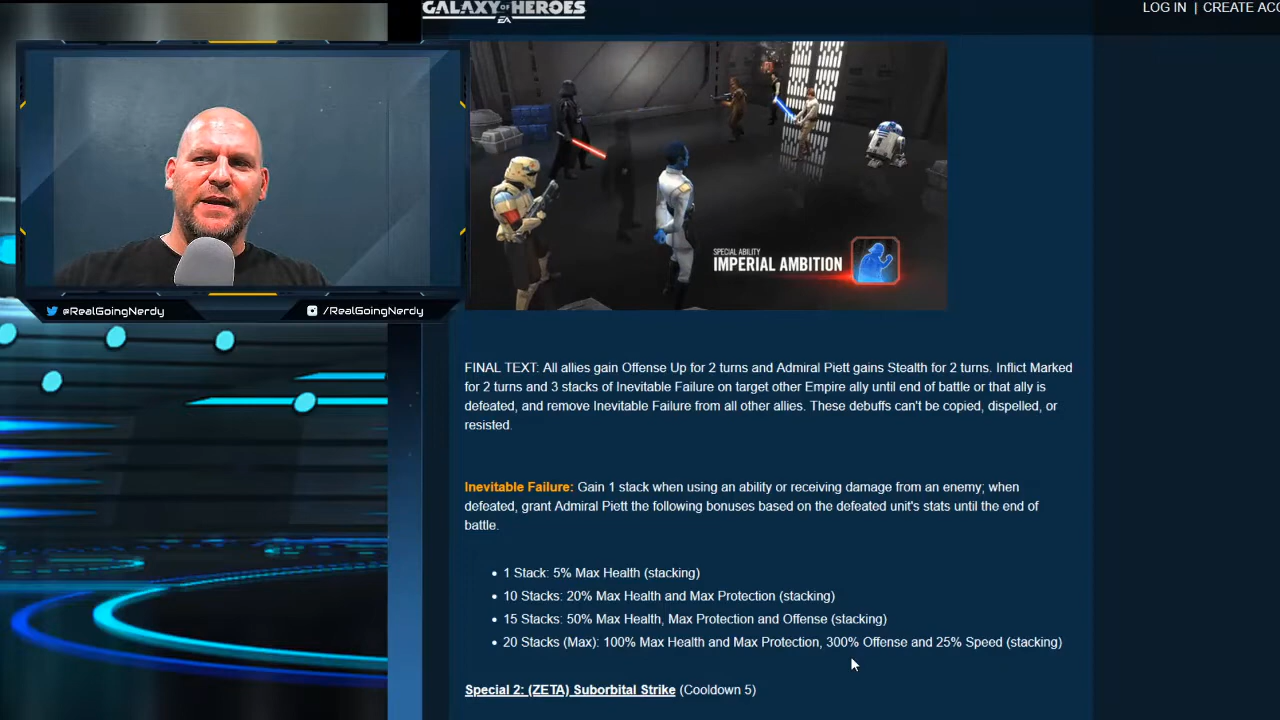 GALAXY OF HEROES
EA
LOG IN | CREATE ACC
SPECIAL ABILITY
IMPERIAL AMBITION
@RealGoingNerdy
/RealGoingNerdy
FINAL TEXT: All allies gain Offense Up for 2 turns and Admiral Piett gains Stealth for 2 turns. Inflict Marked
for 2 turns and 3 stacks of Inevitable Failure on target other Empire ally until end of battle or that ally is
defeated, and remove Inevitable Failure from all other allies. These debuffs can't be copied, dispelled, or
resisted.
Inevitable Failure: Gain 1 stack when using an ability or receiving damage from an enemy; when
defeated, grant Admiral Piett the following bonuses based on the defeated unit's stats until the end of
battle.
• 1 Stack: 5% Max Health (stacking)
• 10 Stacks: 20% Max Health and Max Protection (stacking)
• 15 Stacks: 50% Max Health, Max Protection and Offense (stacking)
• 20 Stacks (Max): 100% Max Health and Max Protection, 300% Offense and 25% Speed (stacking)
Special 2: (ZETA) Suborbital Strike (Cooldown 5)